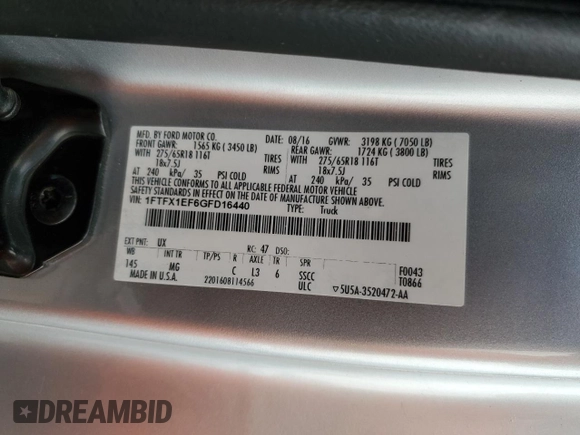 MFD. BY FORD MOTOR CO.
08/16 GVWR: 3198 KG ( 7050 LB)
FRONT GAWR: 1565 KG ( 3450 LB) REAR GAWR: 1724 KG ( 3800 LB)
WITH 275/65R18 116T TIRES WITH 275/65R18 116T TIRES
18x7.5J RIMS 18x7.5J RIMS
AT 240 kPa/ 35 PSI COLD AT 240 kPa/ 35 PSI COLD
THIS VEHICLE CONFORMS TO ALL APPLICABLE FEDERAL MOTOR VEHICLE
SAFETY STANDARDS IN EFFECT ON THE DATE OF MANUFACTURE SHOWN ABOVE.
VIN: 1FTFX1EF6GFD16440
TYPE: Truck
EXT PNT: UX RC: 47 DSO:
WB INT TR TP/PS R AXLE TR SPR
145 MG C L3 6 SSCC F0043
MADE IN U.S.A. ULC T0866
2201608114566 ▽5U5A-3520472-AA
DREAMBID